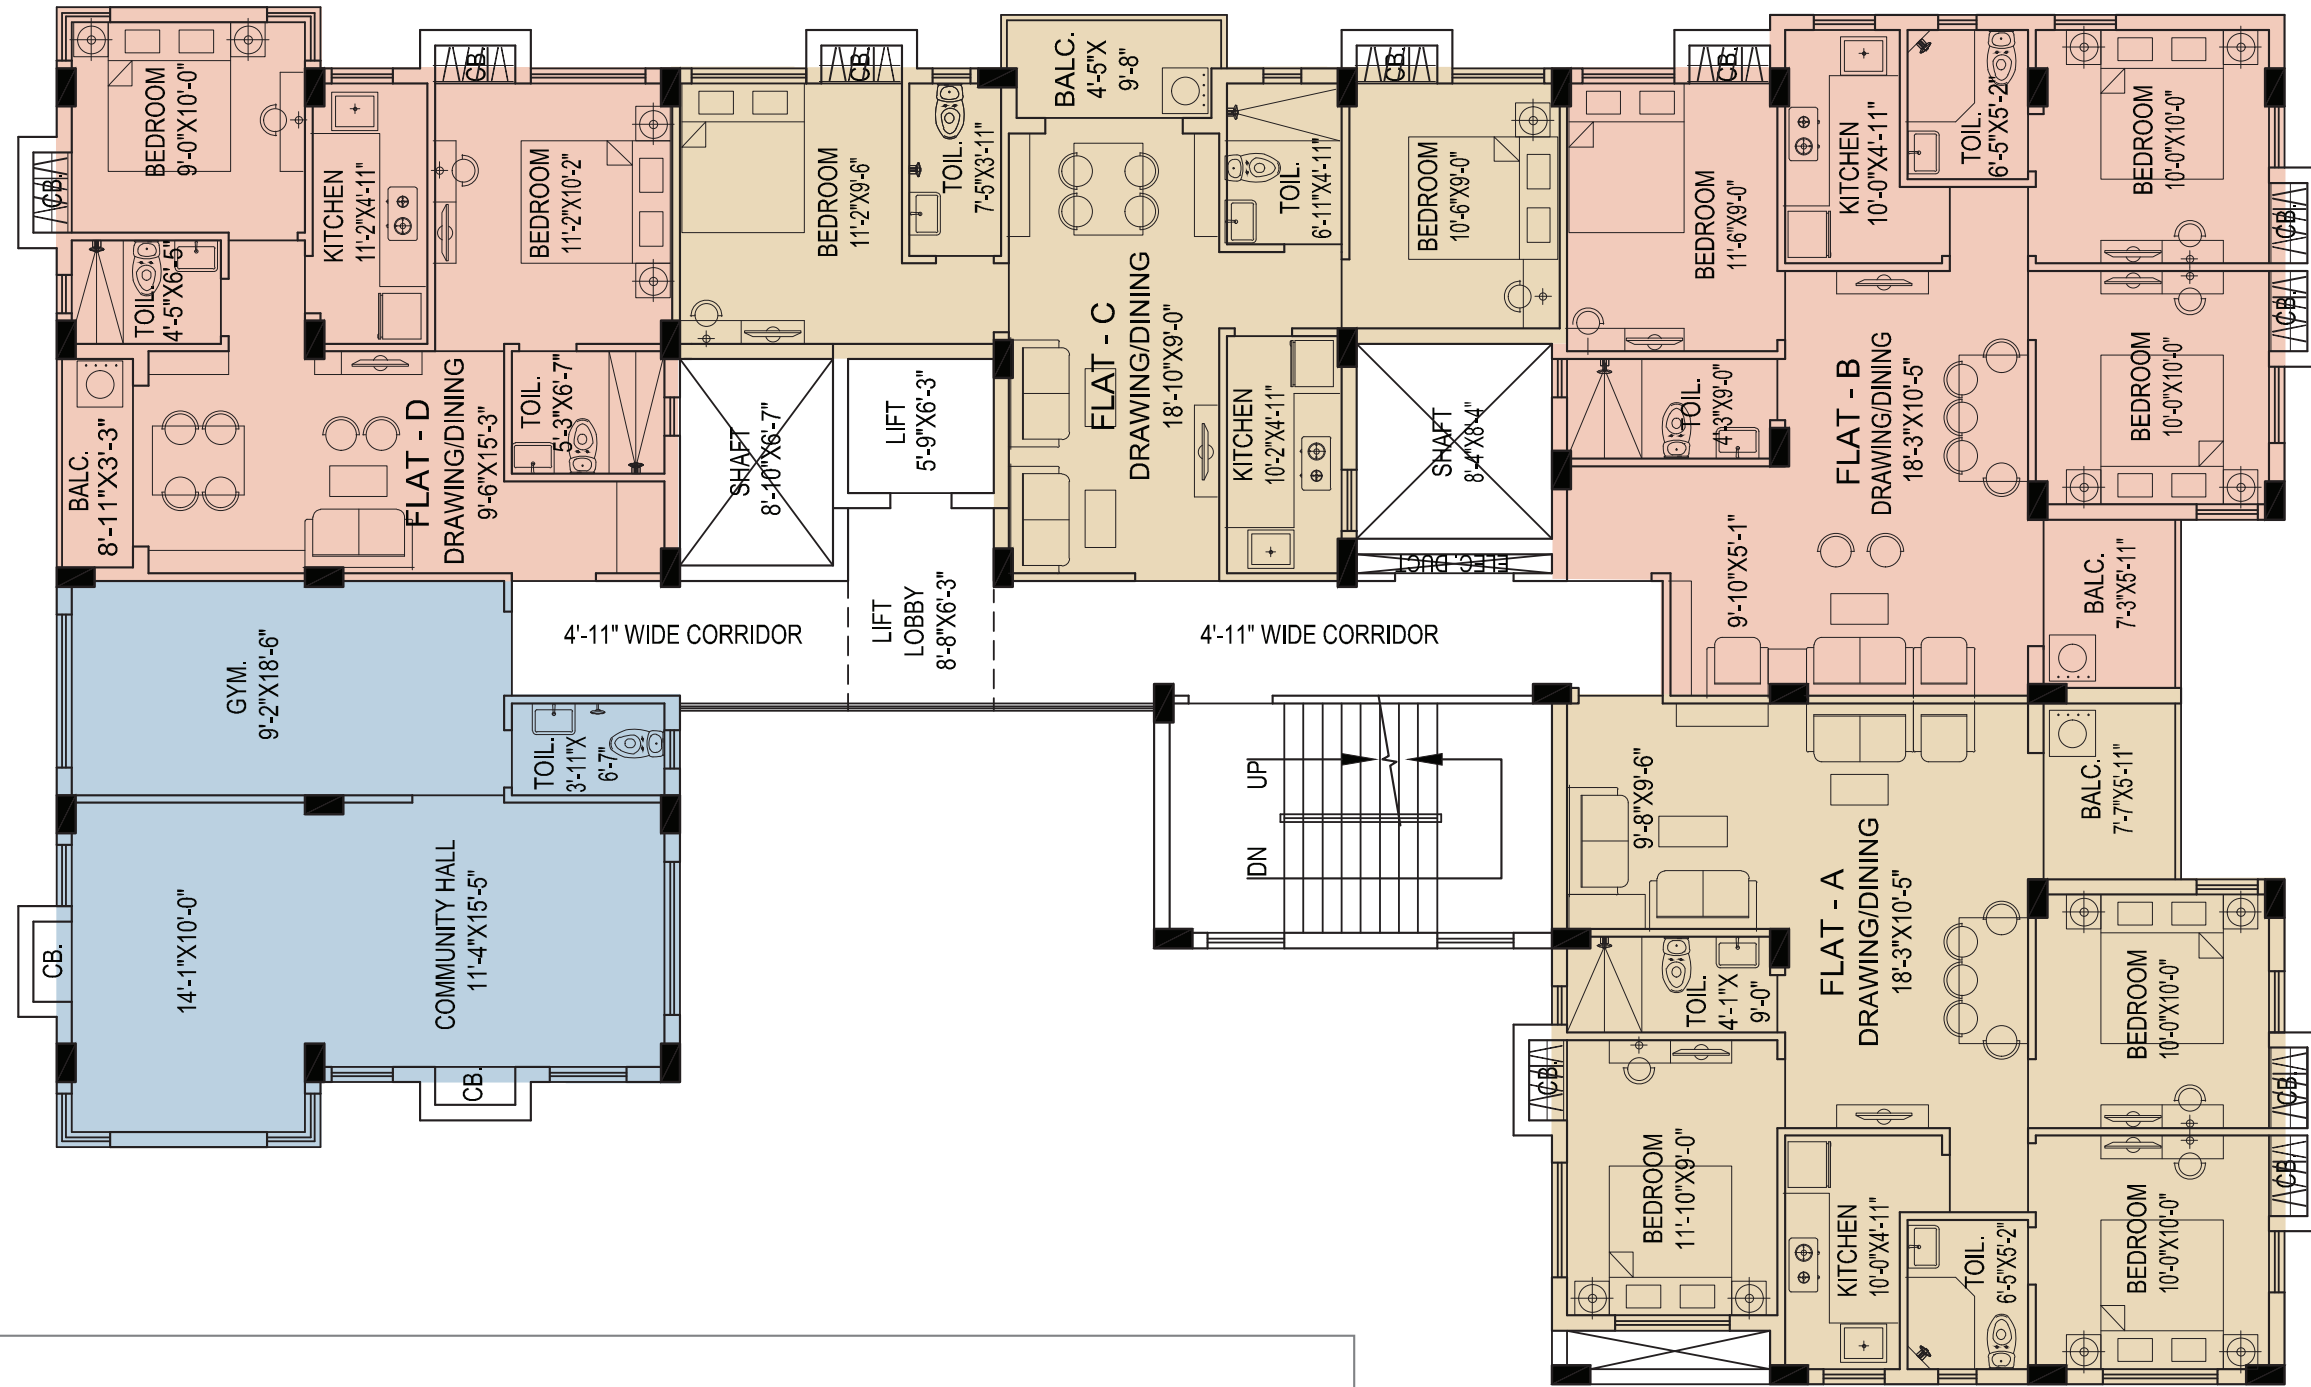 BEDROOM
9'-0"X10'-0"
CB.
KITCHEN
11'-2"X4'-11"
CB.
BEDROOM
11'-2"X10'-2"
TOIL.
4'-5"X6'-5"
BALC.
8'-11"X3'-3"
FLAT - D
DRAWING/DINING
9'-6"X15'-3"
TOIL.
5'-3"X6'-7"
CB.
BEDROOM
11'-2"X9'-6"
TOIL.
7'-5"X3'-11"
BALC.
4'-5"X
9'-8"
FLAT - C
DRAWING/DINING
18'-10"X9'-0"
TOIL.
6'-11"X4'-11"
CB.
BEDROOM
10'-6"X9'-0"
KITCHEN
10'-2"X4'-11"
SHAFT
8'-10"X6'-7"
LIFT
5'-9"X6'-3"
SHAFT
8'-4"X8'-4"
ELEC. DUCT
CB.
BEDROOM
11'-6"X9'-0"
KITCHEN
10'-0"X4'-11"
TOIL.
6'-5"X5'-2"
BEDROOM
10'-0"X10'-0"
CB.
CB.
BEDROOM
10'-0"X10'-0"
TOIL.
4'-3"X9'-0"
FLAT - B
DRAWING/DINING
18'-3"X10'-5"
9'-10"X5'-1"
BALC.
7'-3"X5'-11"
4'-11" WIDE CORRIDOR
LIFT
LOBBY
8'-8"X6'-3"
4'-11" WIDE CORRIDOR
GYM.
9'-2"X18'-6"
TOIL.
3'-11"X
6'-7"
14'-1"X10'-0"
COMMUNITY HALL
11'-4"X15'-5"
CB.
CB.
UP
DN
9'-8"X9'-6"
BALC.
7'-7"X5'-11"
FLAT - A
DRAWING/DINING
18'-3"X10'-5"
TOIL.
4'-1"X
9'-0"
CB.
BEDROOM
11'-10"X9'-0"
KITCHEN
10'-0"X4'-11"
TOIL.
6'-5"X5'-2"
BEDROOM
10'-0"X10'-0"
CB.
CB.
BEDROOM
10'-0"X10'-0"